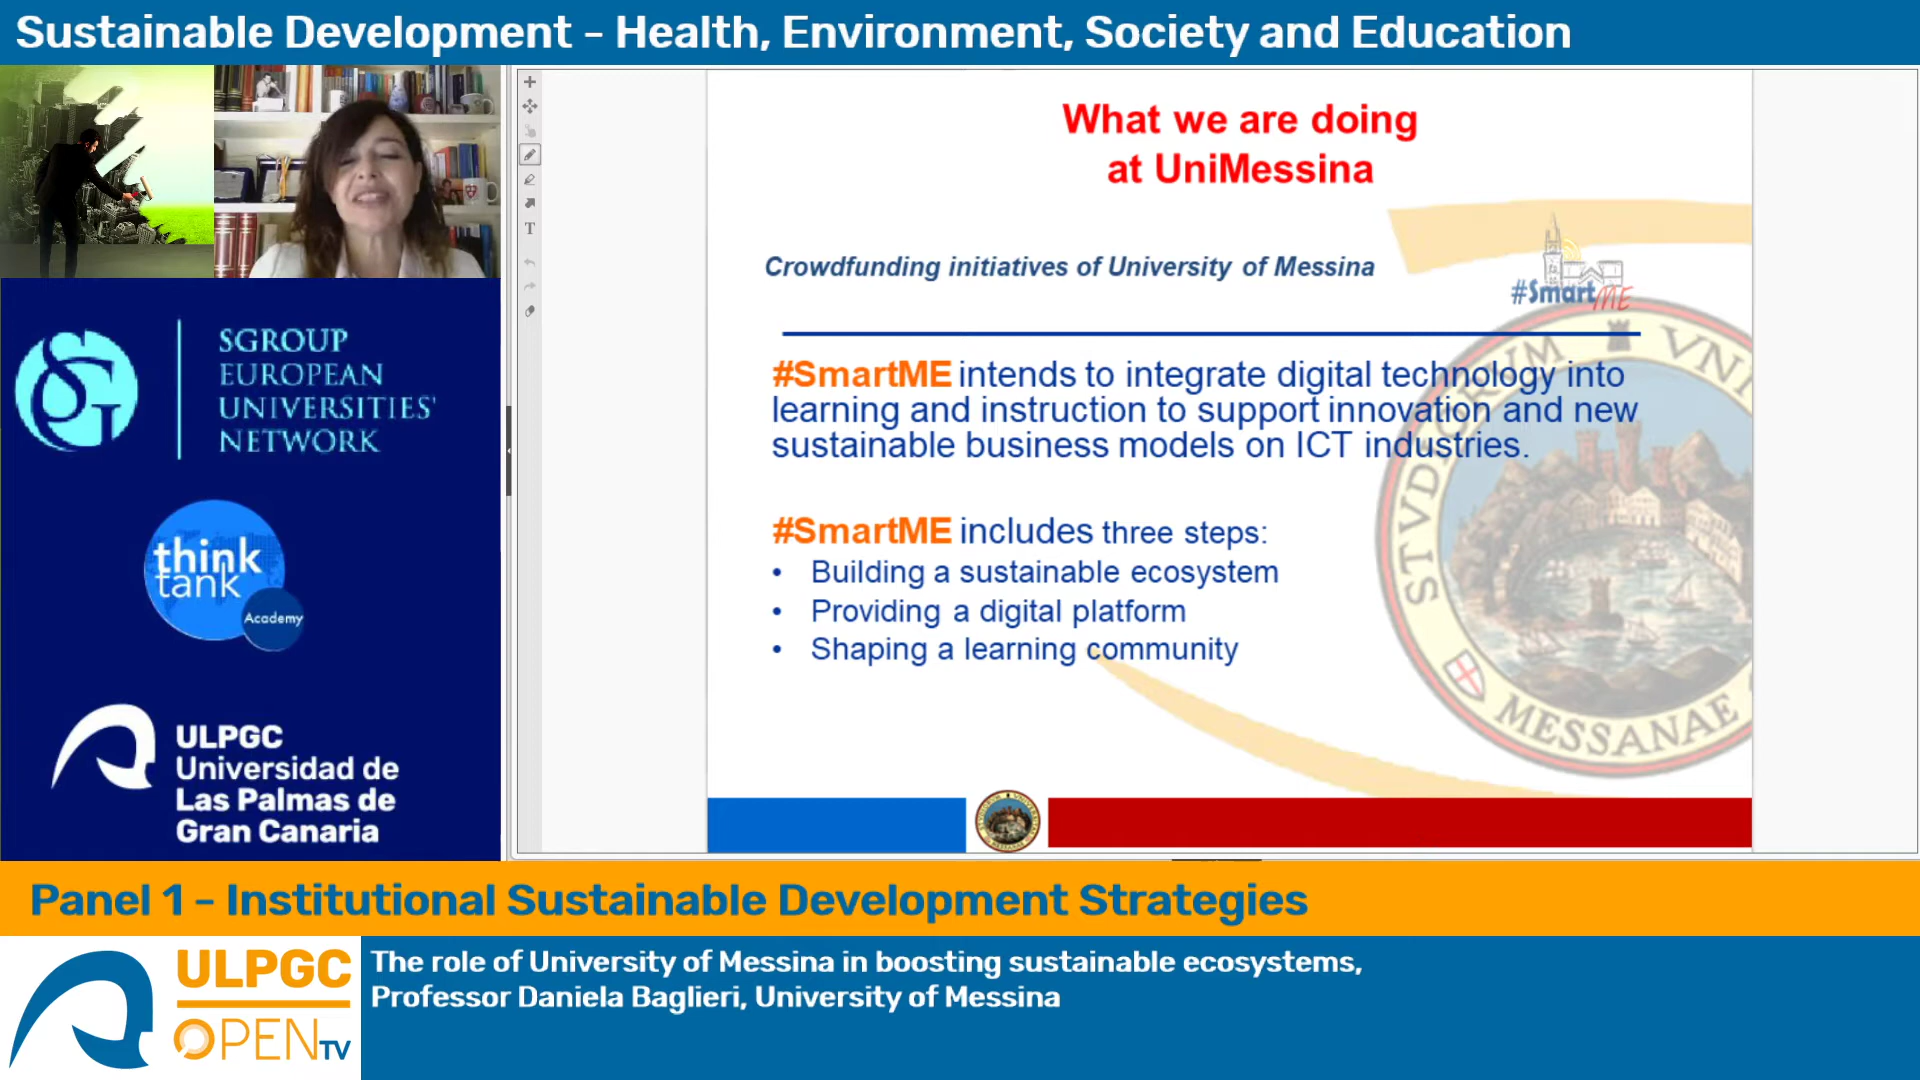 Sustainable Development - Health, Environment, Society and Education
SGROUP
EUROPEAN
UNIVERSITIES'
NETWORK
think
tank
Academy
ULPGC
Universidad de
Las Palmas de
Gran Canaria
T
What we are doing
at UniMessina
Crowdfunding initiatives of University of Messina
#SmartME
#SmartME intends to integrate digital technology into
learning and instruction to support innovation and new
sustainable business models on ICT industries.
#SmartME includes three steps:
• Building a sustainable ecosystem
• Providing a digital platform
• Shaping a learning community
STVDIORVM VNI
MESSANAE
Panel 1 - Institutional Sustainable Development Strategies
ULPGC
OPEN TV
The role of University of Messina in boosting sustainable ecosystems,
Professor Daniela Baglieri, University of Messina